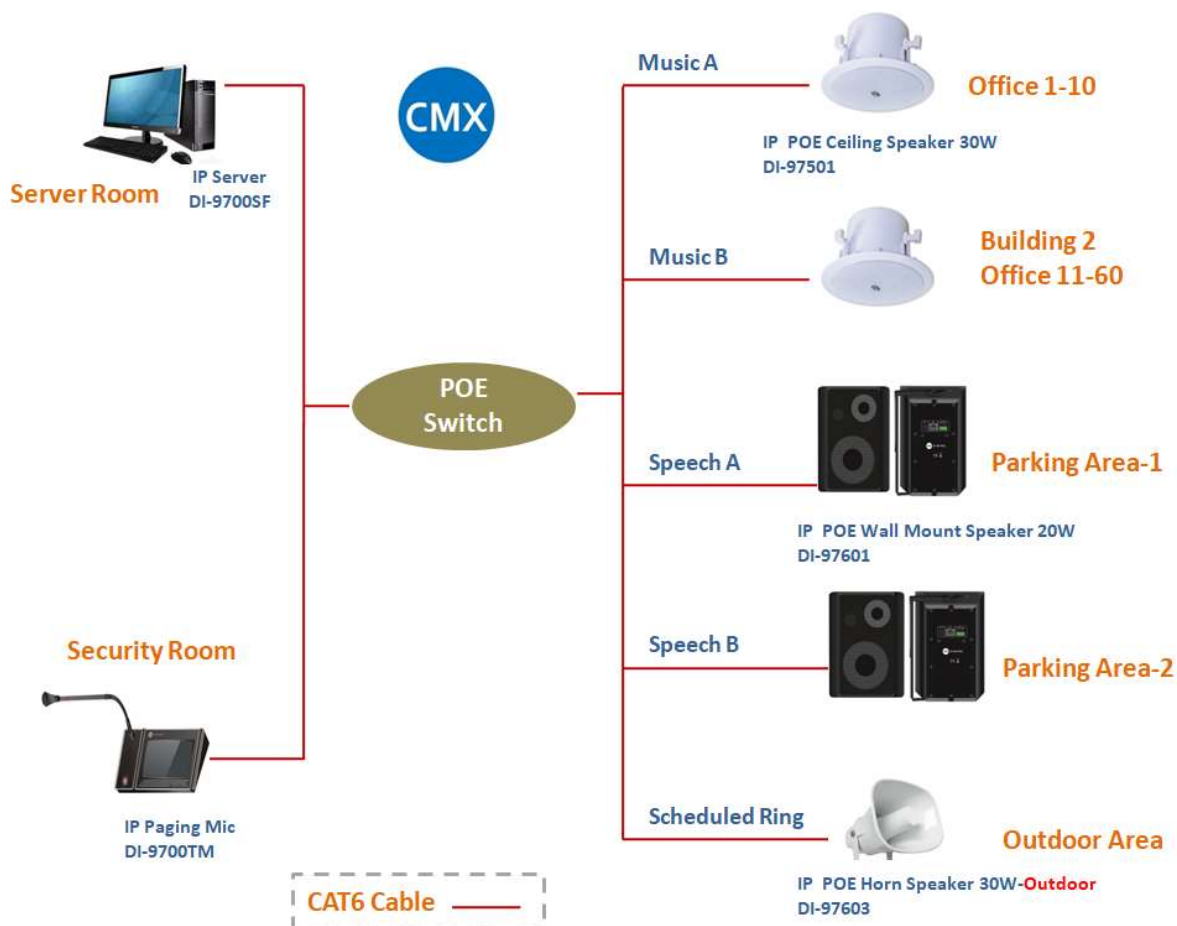 CMX
Server Room
IP Server
DI-9700SF
Music A
Office 1-10
IP POE Ceiling Speaker 30W
DI-97501
Music B
Building 2
Office 11-60
POE
Switch
Speech A
Parking Area-1
IP POE Wall Mount Speaker 20W
DI-97601
Security Room
Speech B
Parking Area-2
IP Paging Mic
DI-9700TM
Scheduled Ring
Outdoor Area
IP POE Horn Speaker 30W-Outdoor
DI-97603
CAT6 Cable